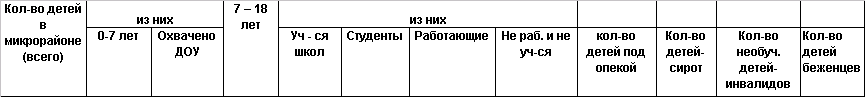 Кол-во детей в микрорайоне (всего)
из них
7 – 18 лет
из них
0-7 лет
Охвачено ДОУ
Уч - ся школ
Студенты
Работающие
Не раб. и не уч-ся
кол-во детей под опекой
Кол-во детей-сирот
Кол-во необуч. детей-инвалидов
Кол-во детей беженцев